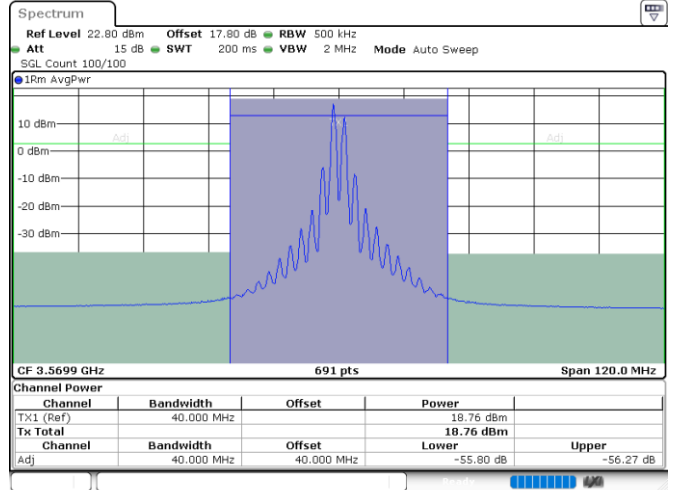 Spectrum
Ref Level 22.80 dBm Offset 17.80 dB RBW 500 kHz
Att 15 dB SWT 200 ms VBW 2 MHz Mode Auto Sweep
SGL Count 100/100
1Rm AvgPwr
10 dBm
Adj Adj
0 dBm
-10 dBm
-20 dBm
-30 dBm
CF 3.5699 GHz 691 pts Span 120.0 MHz
Channel Power
Channel Bandwidth Offset Power
TX1 (Ref) 40.000 MHz 18.76 dBm
Tx Total 18.76 dBm
Channel Bandwidth Offset Lower Upper
Adj 40.000 MHz 40.000 MHz -55.80 dB -56.27 dB
Ready